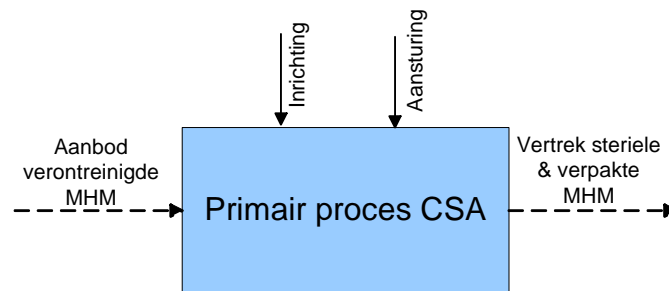 Inrichting
Aansturing
Aanbod
verontreinigde
MHM
Primair proces CSA
Vertrek steriele
& verpakte
MHM